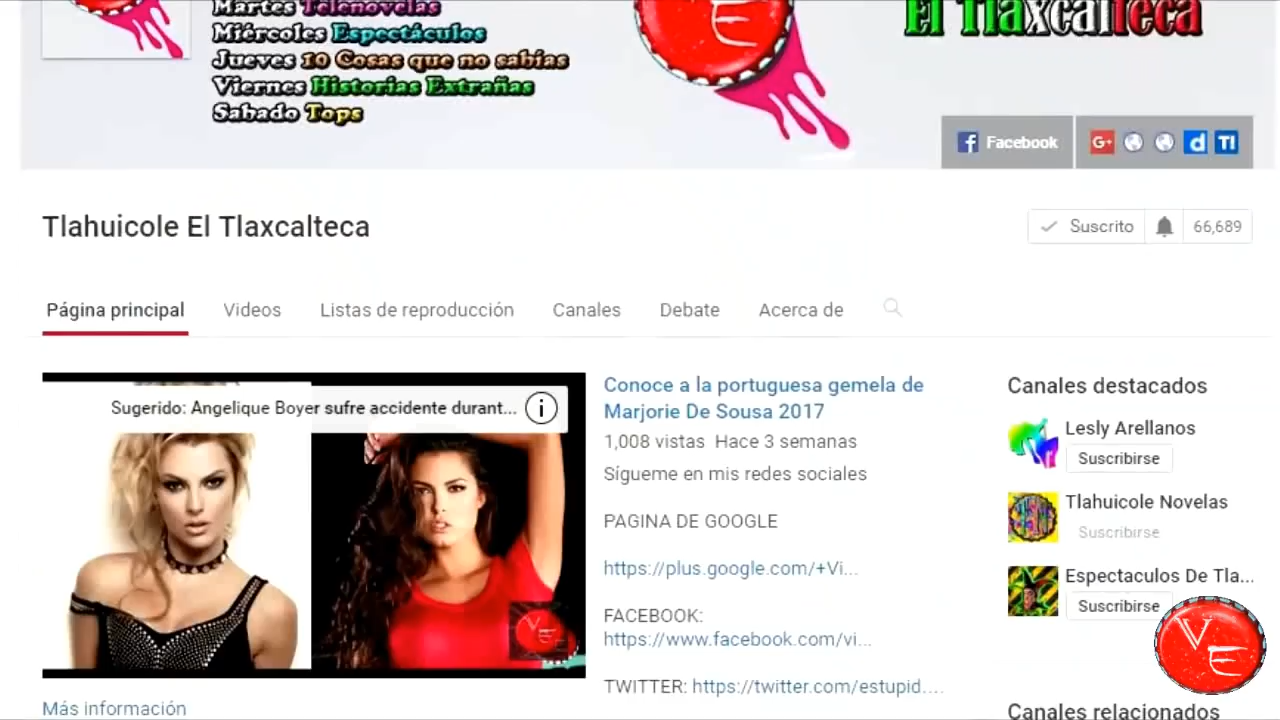 Martes Telenovelas
Miércoles Espectáculos
Jueves 10 Cosas que no sabías
Viernes Historias Extrañas
Sabado Tops
E
El Tlaxcalteca
f Facebook
G+ d TI
Tlahuicole El Tlaxcalteca
Suscrito 66,689
Página principal Videos Listas de reproducción Canales Debate Acerca de
Sugerido: Angelique Boyer sufre accidente durant... i
Conoce a la portuguesa gemela de
Marjorie De Sousa 2017
1,008 vistas Hace 3 semanas
Sígueme en mis redes sociales
PAGINA DE GOOGLE
https://plus.google.com/+Vi...
FACEBOOK:
https://www.facebook.com/vi...
TWITTER: https://twitter.com/estupid....
Más información
Canales destacados
Lesly Arellanos
Suscribirse
Tlahuicole Novelas
Suscribirse
Espectaculos De Tla...
Suscribirse
VE
VE
Canales relacionados